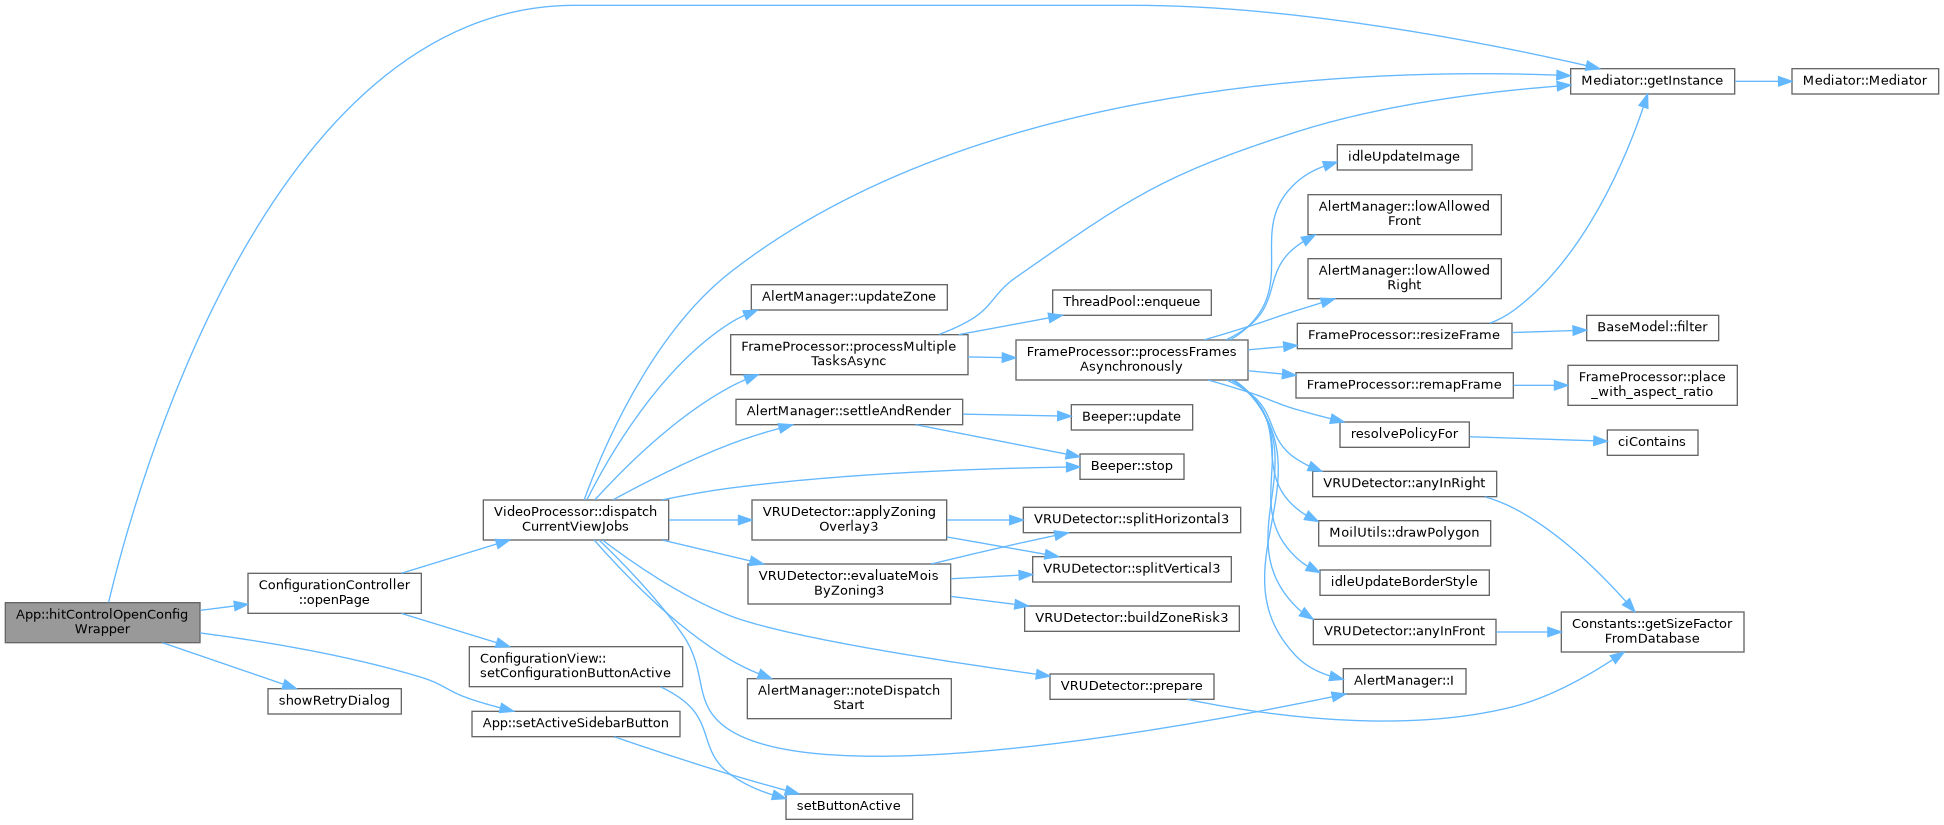 App::hitControlOpenConfig
Wrapper
ConfigurationController
::openPage
showRetryDialog
VideoProcessor::dispatch
CurrentViewJobs
ConfigurationView::
setConfigurationButtonActive
App::setActiveSidebarButton
AlertManager::updateZone
FrameProcessor::processMultiple
TasksAsync
AlertManager::settleAndRender
VRUDetector::applyZoning
Overlay3
VRUDetector::evaluateMois
ByZoning3
AlertManager::noteDispatch
Start
setButtonActive
ThreadPool::enqueue
FrameProcessor::processFrames
Asynchronously
Beeper::update
Beeper::stop
VRUDetector::splitHorizontal3
VRUDetector::splitVertical3
VRUDetector::buildZoneRisk3
VRUDetector::prepare
idleUpdateImage
AlertManager::lowAllowed
Front
AlertManager::lowAllowed
Right
FrameProcessor::resizeFrame
FrameProcessor::remapFrame
resolvePolicyFor
VRUDetector::anyInRight
MoilUtils::drawPolygon
idleUpdateBorderStyle
VRUDetector::anyInFront
AlertManager::I
Mediator::getInstance
BaseModel::filter
FrameProcessor::place
_with_aspect_ratio
ciContains
Constants::getSizeFactor
FromDatabase
Mediator::Mediator